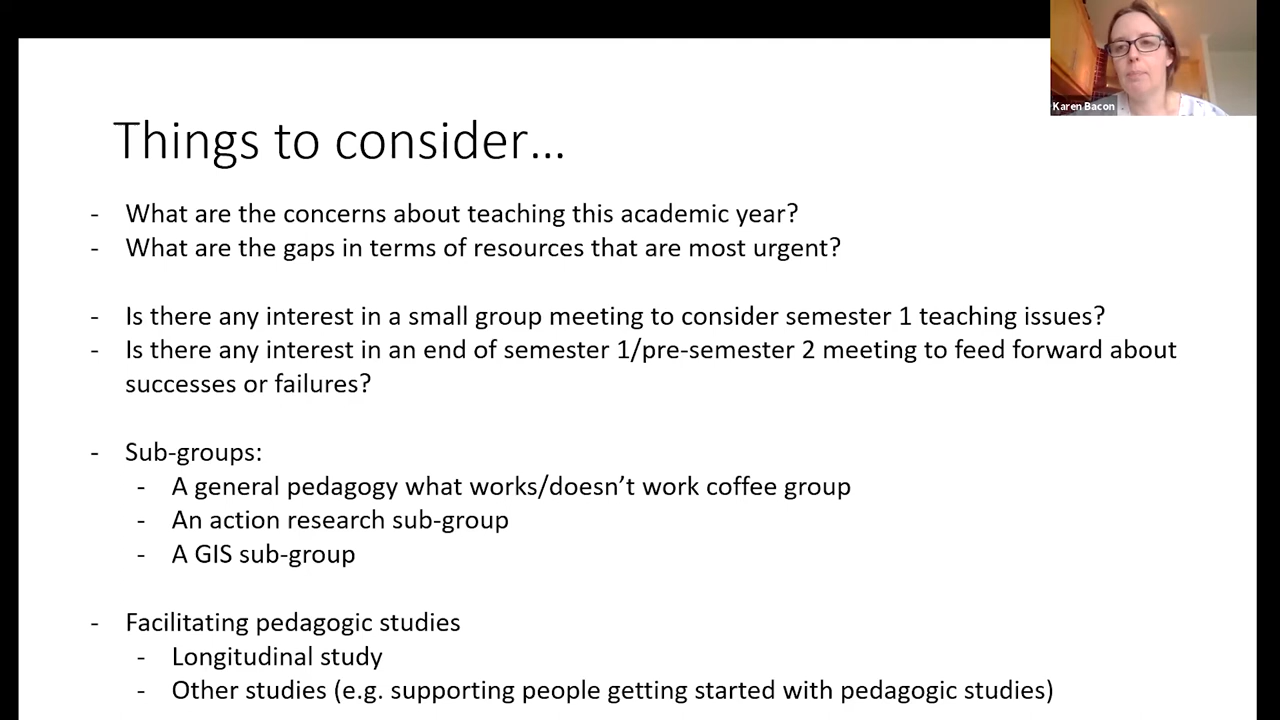 Karen Bacon
Things to consider…
- What are the concerns about teaching this academic year?
- What are the gaps in terms of resources that are most urgent?
- Is there any interest in a small group meeting to consider semester 1 teaching issues?
- Is there any interest in an end of semester 1/pre-semester 2 meeting to feed forward about
successes or failures?
- Sub-groups:
- A general pedagogy what works/doesn’t work coffee group
- An action research sub-group
- A GIS sub-group
- Facilitating pedagogic studies
- Longitudinal study
- Other studies (e.g. supporting people getting started with pedagogic studies)